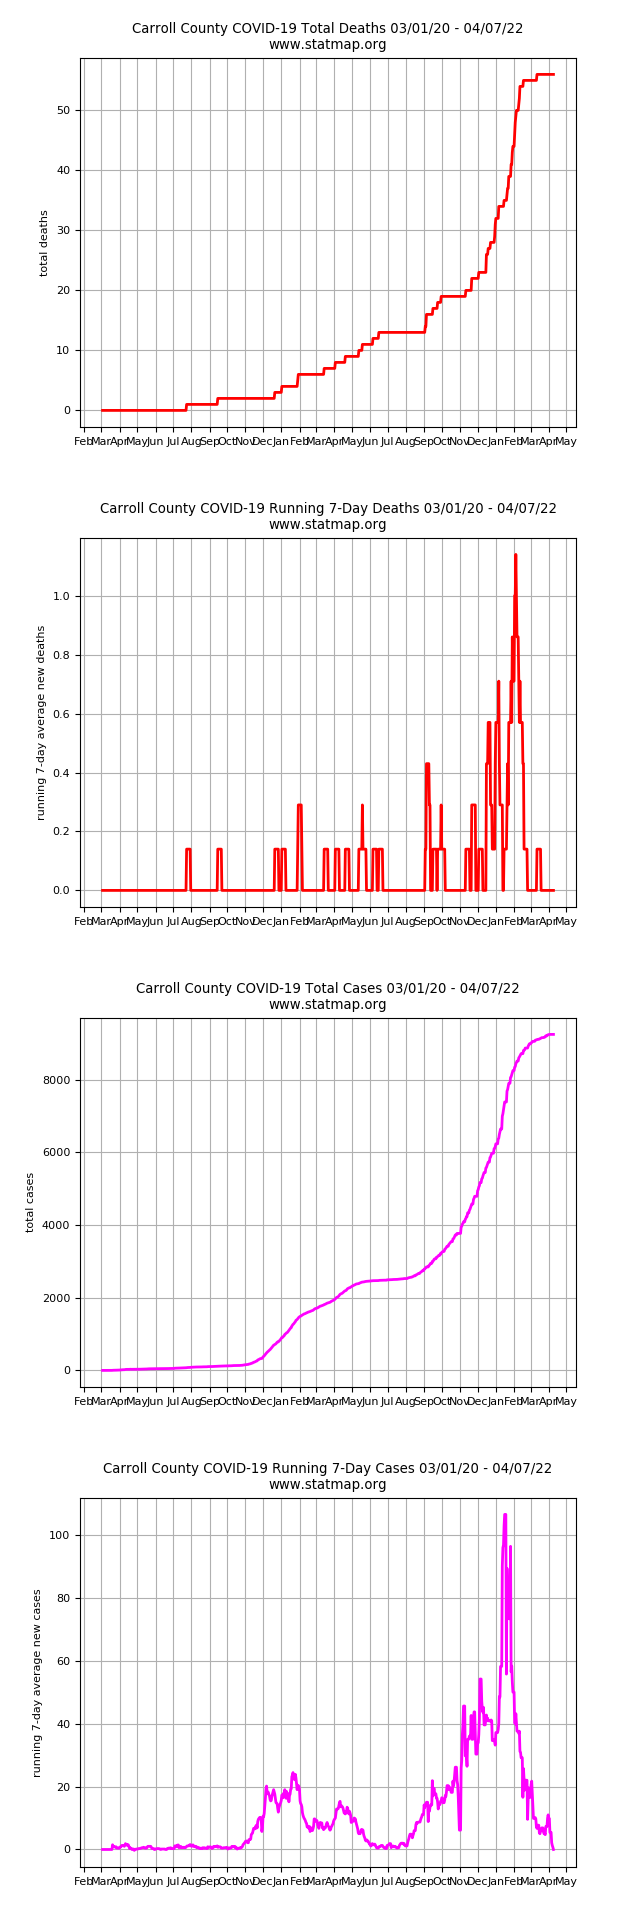 Carroll County COVID-19 Total Deaths 03/01/20 - 04/07/22
www.statmap.org
total deaths
50
40
30
20
10
0
Feb Mar Apr May Jun Jul Aug Sep Oct Nov Dec Jan Feb Mar Apr May Jun Jul Aug Sep Oct Nov Dec Jan Feb Mar Apr May
Carroll County COVID-19 Running 7-Day Deaths 03/01/20 - 04/07/22
www.statmap.org
running 7-day average new deaths
1.0
0.8
0.6
0.4
0.2
0.0
Feb Mar Apr May Jun Jul Aug Sep Oct Nov Dec Jan Feb Mar Apr May Jun Jul Aug Sep Oct Nov Dec Jan Feb Mar Apr May
Carroll County COVID-19 Total Cases 03/01/20 - 04/07/22
www.statmap.org
total cases
8000
6000
4000
2000
0
Feb Mar Apr May Jun Jul Aug Sep Oct Nov Dec Jan Feb Mar Apr May Jun Jul Aug Sep Oct Nov Dec Jan Feb Mar Apr May
Carroll County COVID-19 Running 7-Day Cases 03/01/20 - 04/07/22
www.statmap.org
running 7-day average new cases
100
80
60
40
20
0
Feb Mar Apr May Jun Jul Aug Sep Oct Nov Dec Jan Feb Mar Apr May Jun Jul Aug Sep Oct Nov Dec Jan Feb Mar Apr May